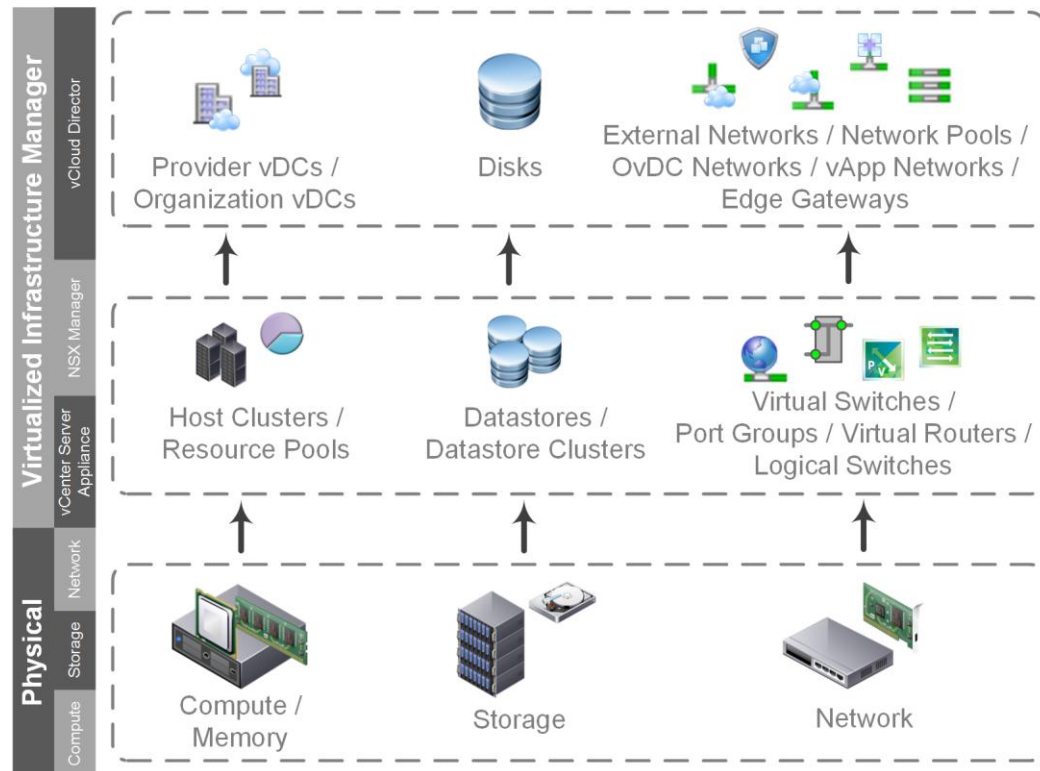 Virtualized Infrastructure Manager
vCloud Director
NSX Manager
vCenter Server
Appliance
Provider vDCs /
Organization vDCs
Disks
External Networks / Network Pools /
OvDC Networks / vApp Networks /
Edge Gateways
Host Clusters /
Resource Pools
Datastores /
Datastore Clusters
P
V
Virtual Switches /
Port Groups / Virtual Routers /
Logical Switches
Physical
Network
Storage
Compute
Compute /
Memory
Storage
Network